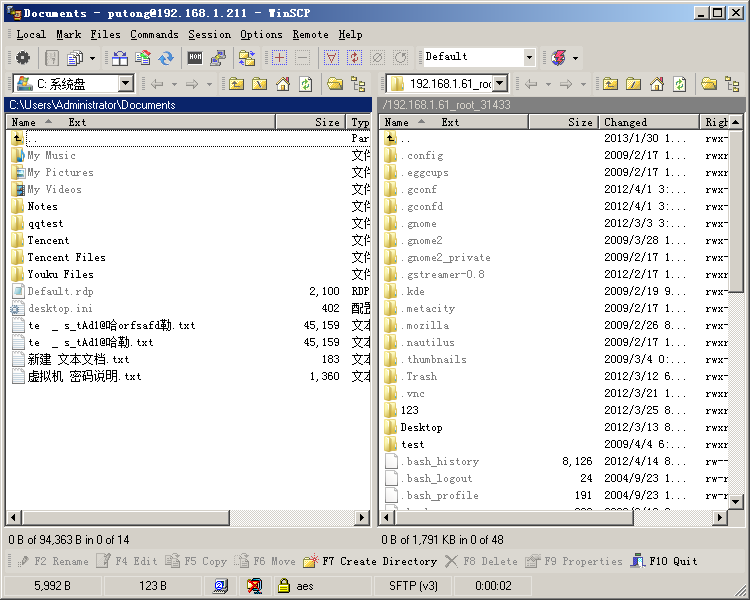 Documents - putong@192.168.1.211 - WinSCP
Local Mark Files Commands Session Options Remote Help
Default
C: 系统盘
192.168.1.61_roo
C:\Users\Administrator\Documents
/192.168.1.61_root_31433
Name Ext Size Typ
Name Ext Size Changed Righ
.. Par
My Music 文件
My Pictures 文件
My Videos 文件
Notes 文件
qqtest 文件
Tencent 文件
Tencent Files 文件
Youku Files 文件
Default.rdp 2,100 RDP
desktop.ini 402 配置
te _ s_tAd1@哈orfsafd勒.txt 45,159 文本
te _ s_tAd1@哈勒.txt 45,159 文本
新建 文本文档.txt 183 文本
虚拟机 密码说明.txt 1,360 文本
.. 2013/1/30 1... rwx-
.config 2009/2/17 1... rwx-
.eggcups 2009/2/17 1... rwx-
.gconf 2012/4/1 3:... rwx-
.gconfd 2012/4/1 3:... rwx-
.gnome 2012/3/3 3:... rwx-
.gnome2 2009/3/28 1... rwx-
.gnome2_private 2009/2/17 1... rwx-
.gstreamer-0.8 2012/2/17 1... rwx-
.kde 2009/2/19 9... rwx-
.metacity 2009/2/17 1... rwx-
.mozilla 2009/2/26 8... rwx-
.nautilus 2009/2/17 1... rwx-
.thumbnails 2009/3/4 0:... rwx-
.Trash 2012/3/12 6... rwx-
.vnc 2012/3/21 1... rwx-
123 2012/3/25 8... rwx-
Desktop 2012/3/13 8... rwxr
test 2009/4/4 6:... rwx-
.bash_history 8,126 2012/4/14 8... rw--
.bash_logout 24 2004/9/23 1... rw-r
.bash_profile 191 2004/9/23 1... rw-r
0 B of 94,363 B in 0 of 14
0 B of 1,791 KB in 0 of 48
F2 Rename F4 Edit F5 Copy F6 Move F7 Create Directory F8 Delete F9 Properties F10 Quit
5,992 B 123 B aes SFTP (v3) 0:00:02